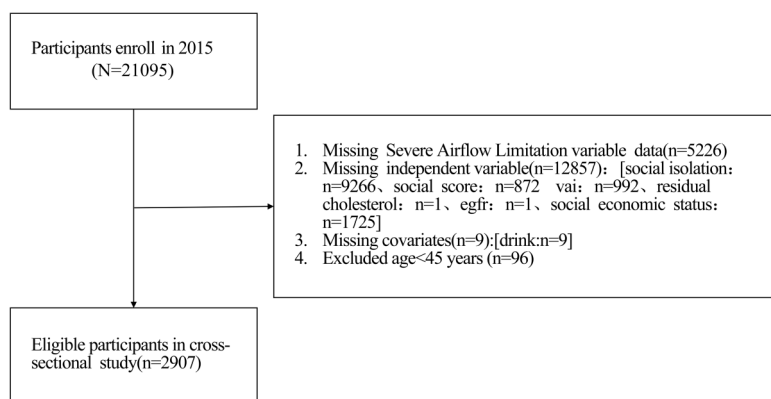 Participants enroll in 2015
(N=21095)
1. Missing Severe Airflow Limitation variable data(n=5226)
2. Missing independent variable(n=12857)：[social isolation：
n=9266、social score：n=872 vai：n=992、residual
cholesterol：n=1、egfr：n=1、social economic status：
n=1725]
3. Missing covariates(n=9):[drink:n=9]
4. Excluded age<45 years (n=96)
Eligible participants in cross-
sectional study(n=2907)